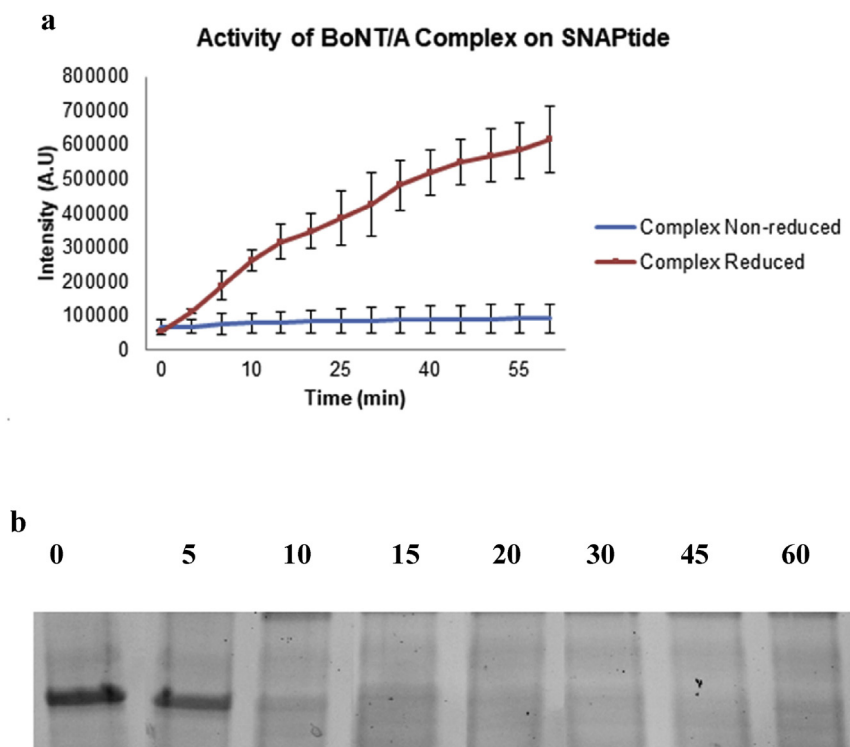 a
Activity of BoNT/A Complex on SNAPtide
800000
700000
600000
500000
400000
300000
200000
100000
0
Intensity (A.U)
0 10 25 40 55
Time (min)
Complex Non-reduced
Complex Reduced
b
0 5 10 15 20 30 45 60